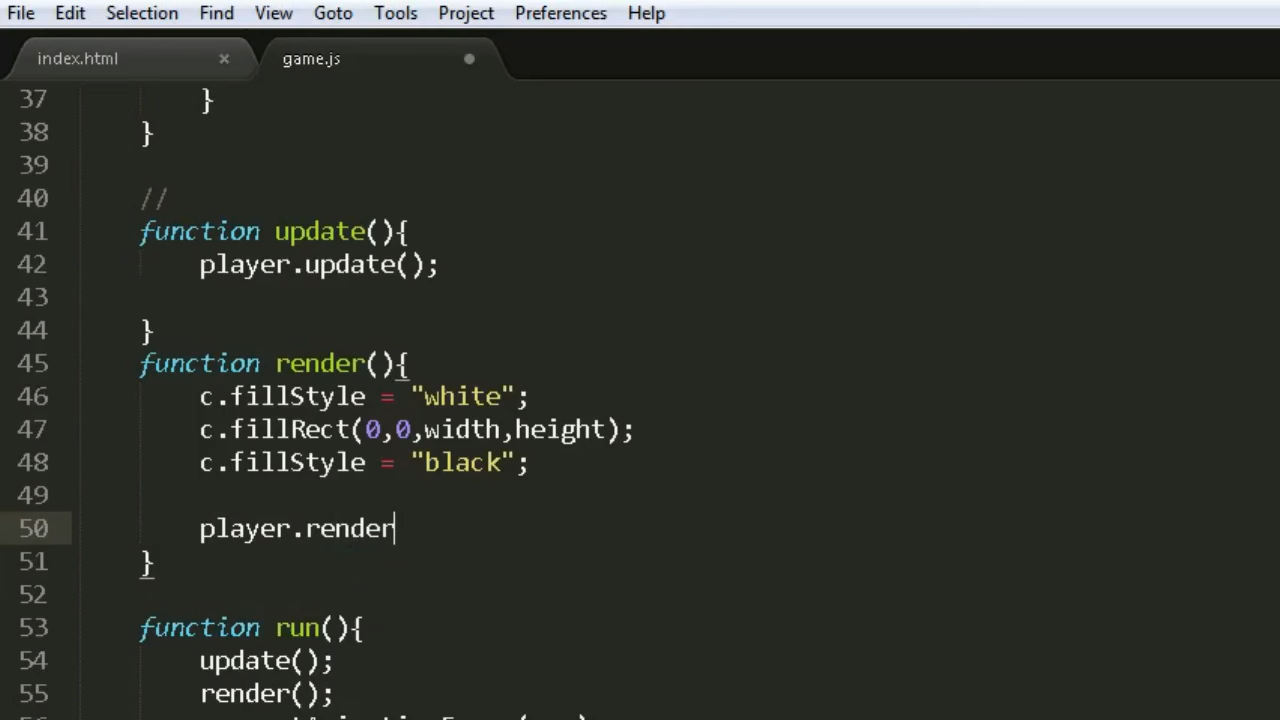 File Edit Selection Find View Goto Tools Project Preferences Help
index.html × game.js
37 }
38 }
39
40 //
41 function update(){
42 player.update();
43
44 }
45 function render(){
46 c.fillStyle = "white";
47 c.fillRect(0,0,width,height);
48 c.fillStyle = "black";
49
50 player.render
51 }
52
53 function run(){
54 update();
55 render();